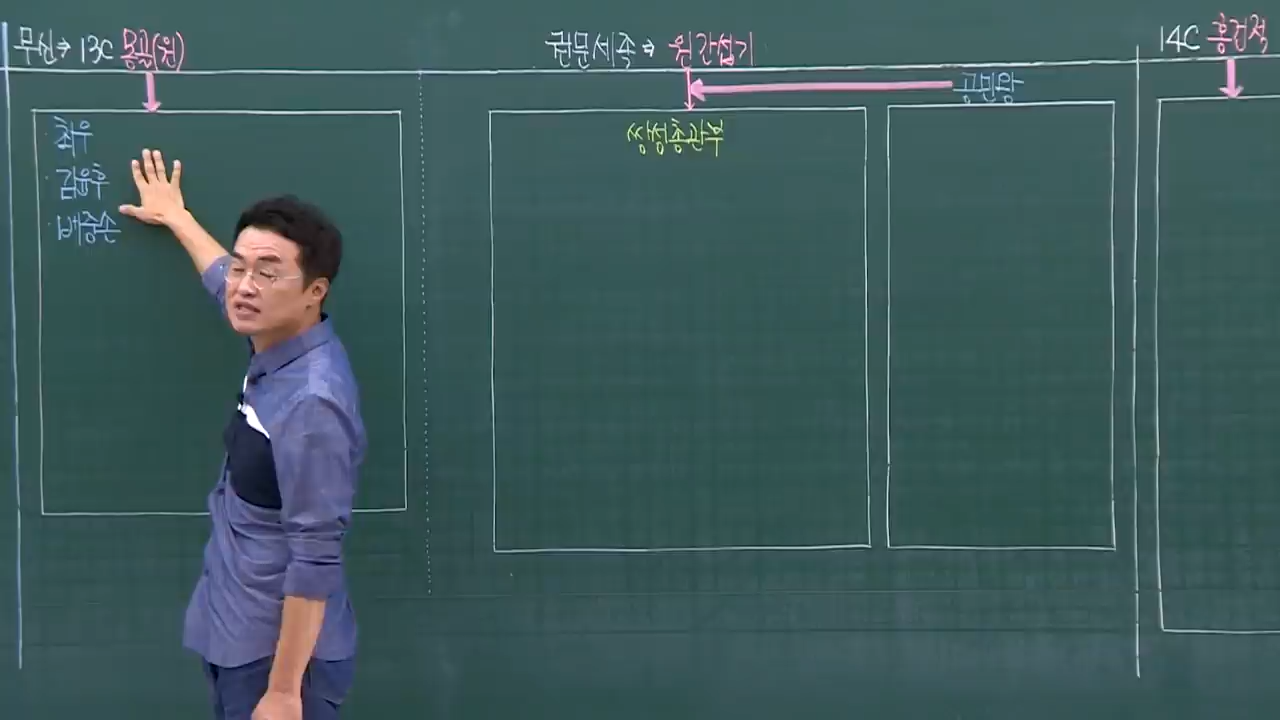 무신→ 13C 몽골(원)
최우
김윤후
배중손
권문세족⇒ 원간섭기
공민왕
쌍성총관부
14C 홍건적